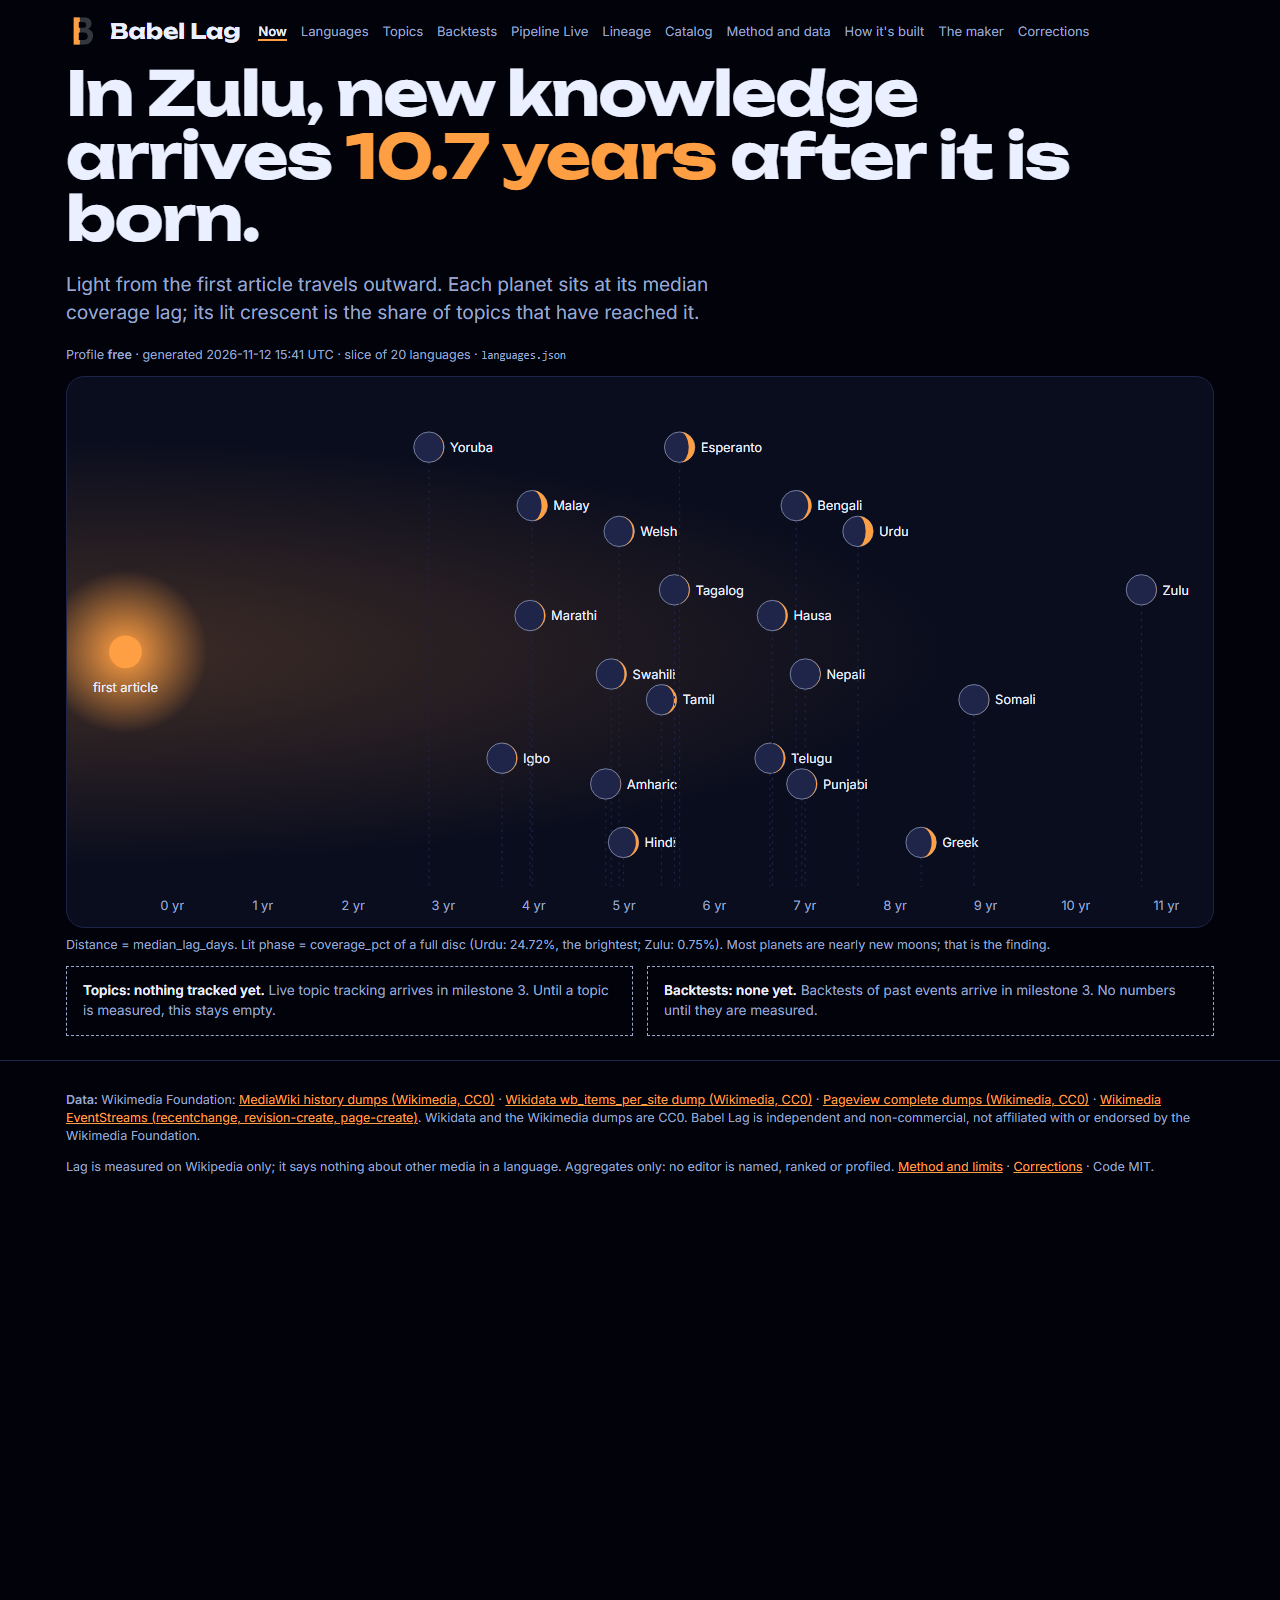 B Babel Lag Now Languages Topics Backtests Pipeline Live Lineage Catalog Method and data How it's built The maker Corrections
In Zulu, new knowledge
arrives 10.7 years after it is
born.
Light from the first article travels outward. Each planet sits at its median
coverage lag; its lit crescent is the share of topics that have reached it.
Profile free · generated 2026-11-12 15:41 UTC · slice of 20 languages · languages.json
Yoruba
Esperanto
Malay
Bengali
Welsh
Urdu
Tagalog
Zulu
Marathi
Hausa
first article
Swahili
Nepali
Tamil
Somali
Igbo
Telugu
Amharic
Punjabi
Hindi
Greek
0 yr 1 yr 2 yr 3 yr 4 yr 5 yr 6 yr 7 yr 8 yr 9 yr 10 yr 11 yr
Distance = median_lag_days. Lit phase = coverage_pct of a full disc (Urdu: 24.72%, the brightest; Zulu: 0.75%). Most planets are nearly new moons; that is the finding.
Topics: nothing tracked yet. Live topic tracking arrives in milestone 3. Until a topic
is measured, this stays empty.
Backtests: none yet. Backtests of past events arrive in milestone 3. No numbers
until they are measured.
Data: Wikimedia Foundation: MediaWiki history dumps (Wikimedia, CC0) · Wikidata wb_items_per_site dump (Wikimedia, CC0) · Pageview complete dumps (Wikimedia, CC0) · Wikimedia
EventStreams (recentchange, revision-create, page-create). Wikidata and the Wikimedia dumps are CC0. Babel Lag is independent and non-commercial, not affiliated with or endorsed by the
Wikimedia Foundation.
Lag is measured on Wikipedia only; it says nothing about other media in a language. Aggregates only: no editor is named, ranked or profiled. Method and limits · Corrections · Code MIT.